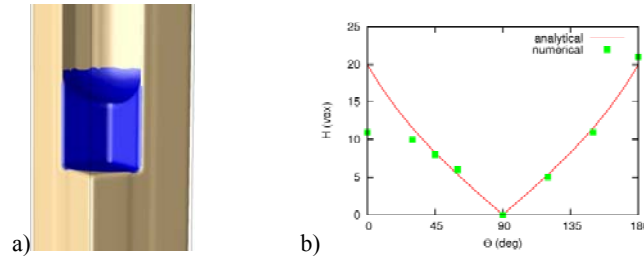 a)
b)
H (vox)
25
20
15
10
5
0
analytical
numerical
0 45 90 135 180
Θ (deg)